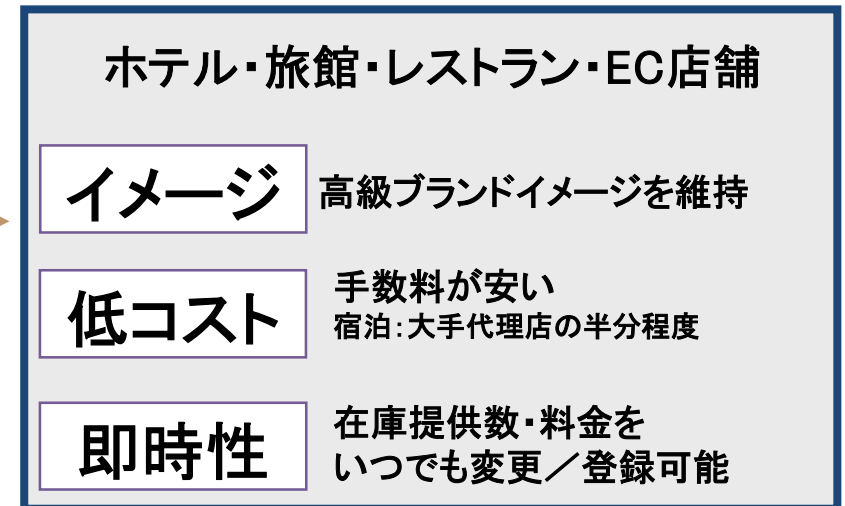 ホテル・旅館・レストラン・EC店舗
イメージ
高級ブランドイメージを維持
低コスト
手数料が安い
宿泊：大手代理店の半分程度
即時性
在庫提供数・料金を
いつでも変更／登録可能